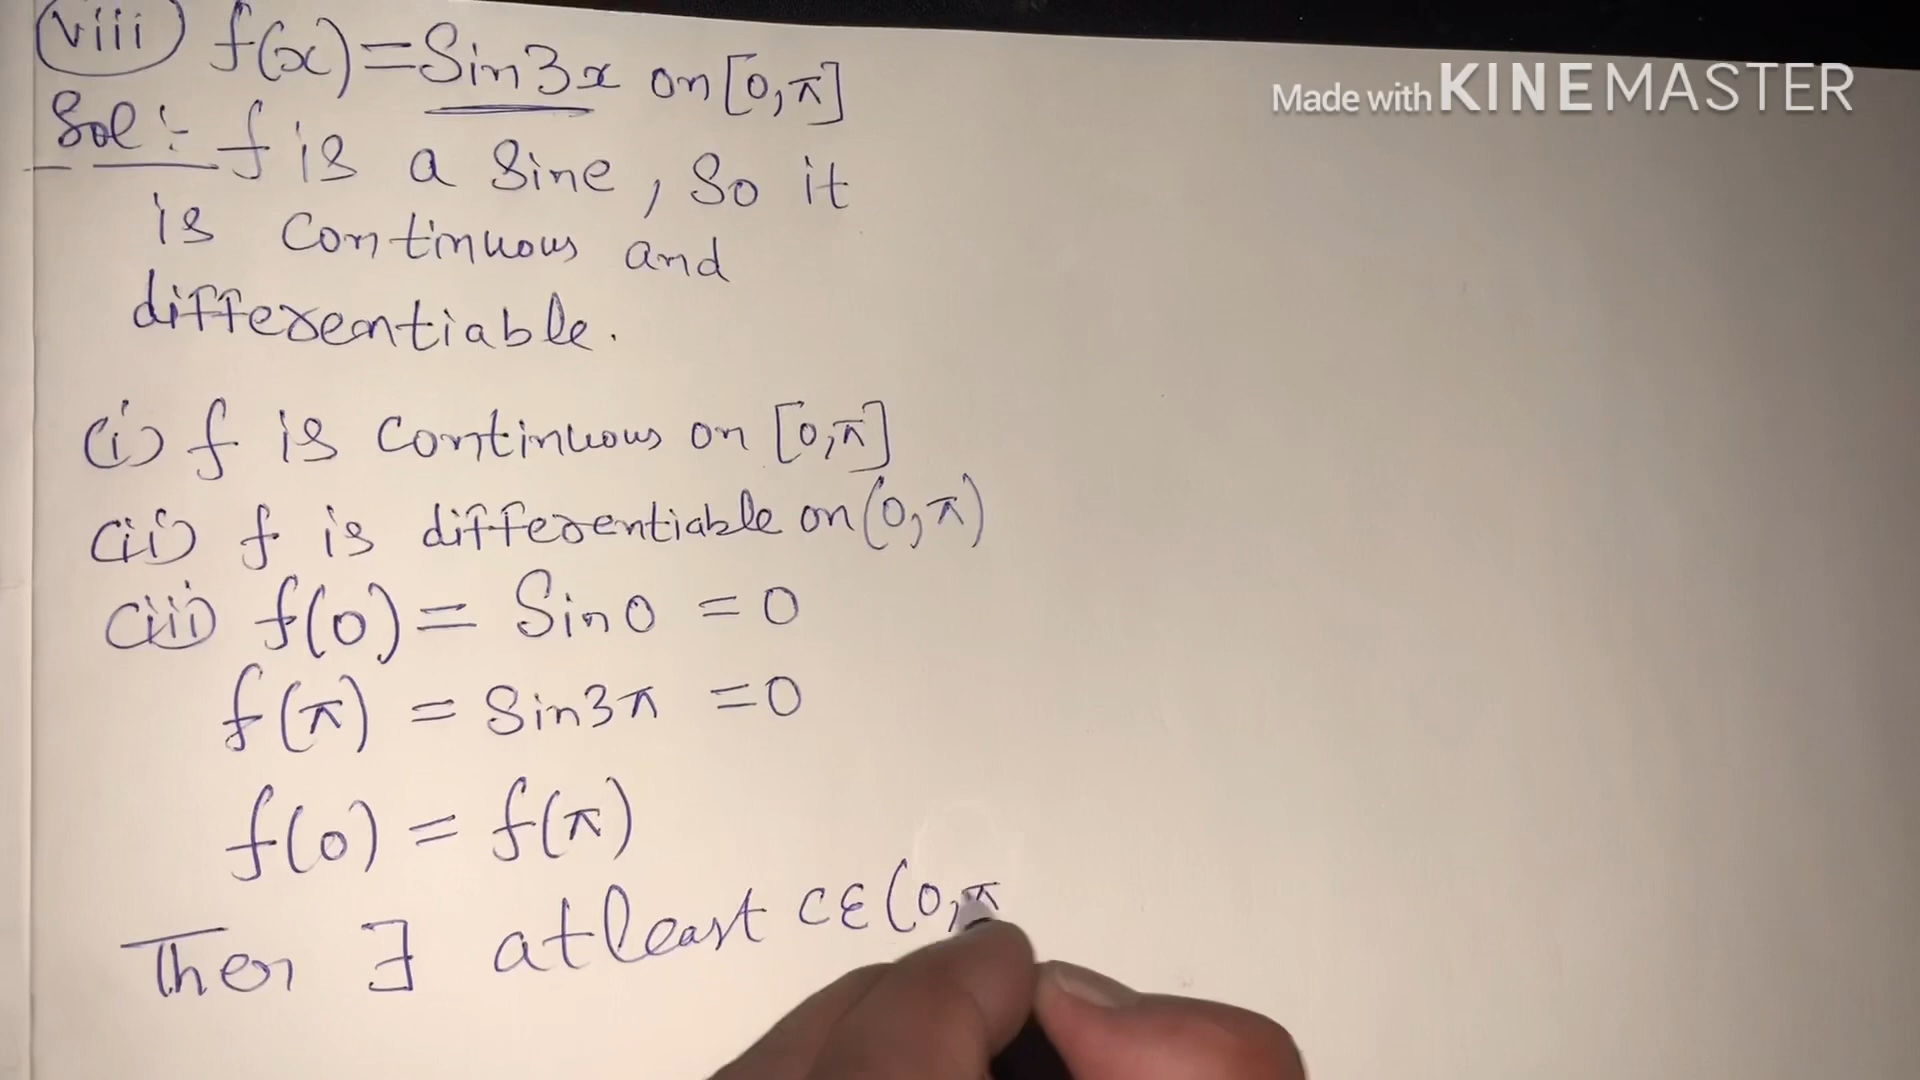 viii f(x) = Sin3x on [0,π]
Made with KINEMASTER
Sol:- f is a Sine, So it
is Continuous and
differentiable.
(i) f is Continuous on [0,π]
(ii) f is differentiable on (0,π)
(iii) f(0) = Sin0 = 0
f(π) = Sin3π = 0
f(0) = f(π)
Then ∃ atleast c∈(0,π